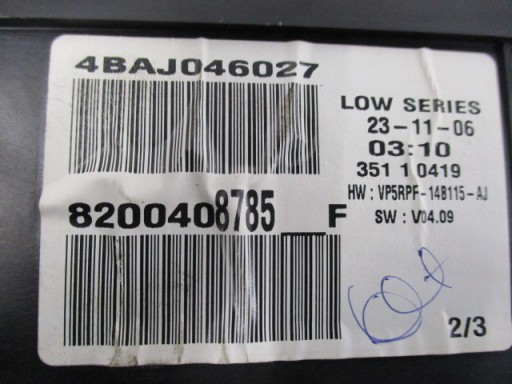 4BAJ046027
LOW SERIES
23-11-06
03:10
351 1 0419
HW : VP5RPF-14B115-AJ
SW : V04.09
8200408785___F
2/3